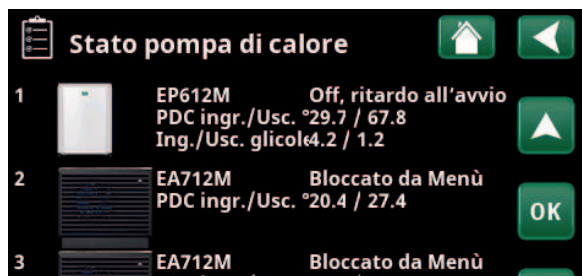 Stato pompa di calore
1 EP612M Off, ritardo all'avvio
PDC ingr./Usc. °29.7 / 67.8
Ing./Usc. glicole4.2 / 1.2
2 EA712M Bloccato da Menù
PDC ingr./Usc. °20.4 / 27.4
OK
3 EA712M Bloccato da Menù